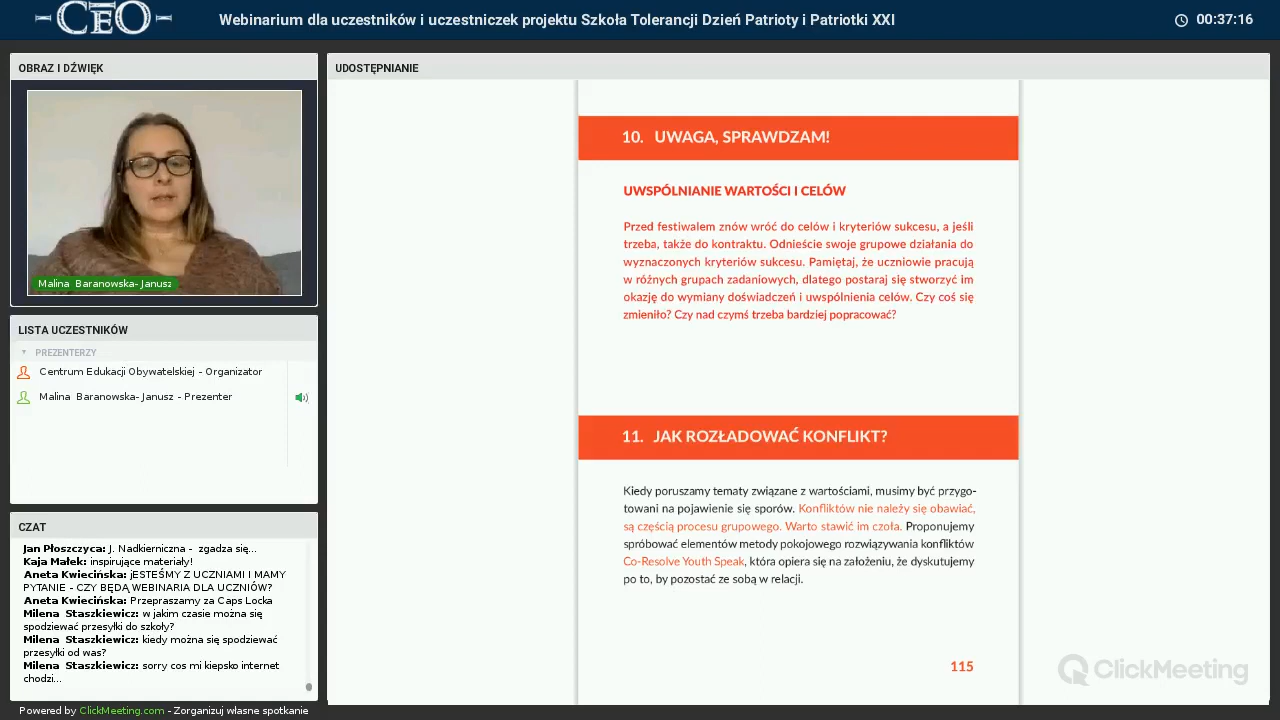 CEO
Webinarium dla uczestników i uczestniczek projektu Szkoła Tolerancji Dzień Patrioty i Patriotki XXI
00:37:16
OBRAZ I DŹWIĘK
Malina Baranowska- Janusz
LISTA UCZESTNIKÓW
PREZENTERZY
Centrum Edukacji Obywatelskiej - Organizator
Malina Baranowska- Janusz - Prezenter
CZAT
Jan Płoszczyca: J. Nadkierniczna - zgadza się...
Kaja Małek: inspirujące materiały!
Aneta Kwiecińska: jESTEŚMY Z UCZNIAMI I MAMY
PYTANIE - CZY BĘDĄ WEBINARIA DLA UCZNIÓW?
Aneta Kwiecińska: Przepraszamy za Caps Locka
Milena Staszkiewicz: w jakim czasie można się
spodziewać przesyłki do szkoły?
Milena Staszkiewicz: kiedy można się spodziewać
przesyłki od was?
Milena Staszkiewicz: sorry cos mi kiepsko internet
chodzi...
Powered by ClickMeeting.com - Zorganizuj własne spotkanie
UDOSTĘPNIANIE
10. UWAGA, SPRAWDZAM!
UWSPÓLNIANIE WARTOŚCI I CELÓW
Przed festiwalem znów wróć do celów i kryteriów sukcesu, a jeśli
trzeba, także do kontraktu. Odnieście swoje grupowe działania do
wyznaczonych kryteriów sukcesu. Pamiętaj, że uczniowie pracują
w różnych grupach zadaniowych, dlatego postaraj się stworzyć im
okazję do wymiany doświadczeń i uwspólnienia celów. Czy coś się
zmieniło? Czy nad czymś trzeba bardziej popracować?
11. JAK ROZŁADOWAĆ KONFLIKT?
Kiedy poruszamy tematy związane z wartościami, musimy być przygo-
towani na pojawienie się sporów. Konfliktów nie należy się obawiać,
są częścią procesu grupowego. Warto stawić im czoła. Proponujemy
spróbować elementów metody pokojowego rozwiązywania konfliktów
Co-Resolve Youth Speak, która opiera się na założeniu, że dyskutujemy
po to, by pozostać ze sobą w relacji.
115
ClickMeeting